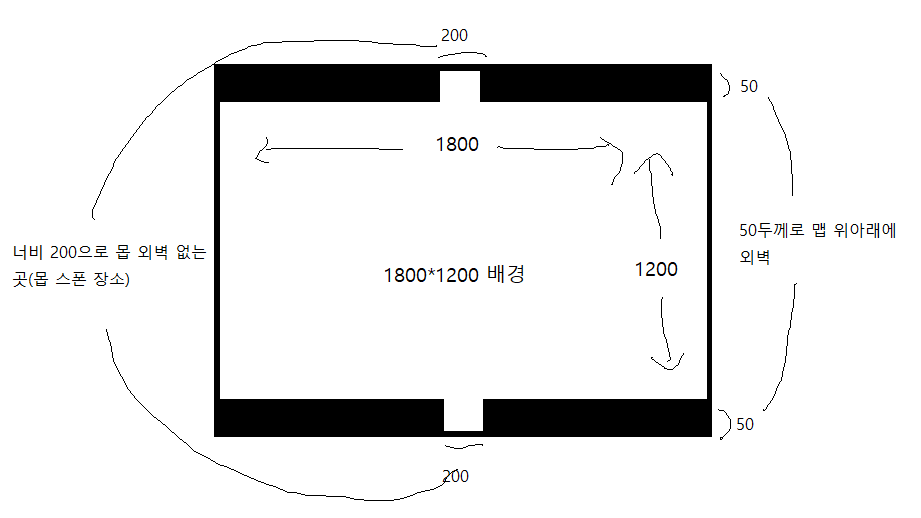 200
50
1800
너비 200으로 몹 외벽 없는
곳(몹 스폰 장소)
50두께로 맵 위아래에
외벽
1800*1200 배경
1200
50
200